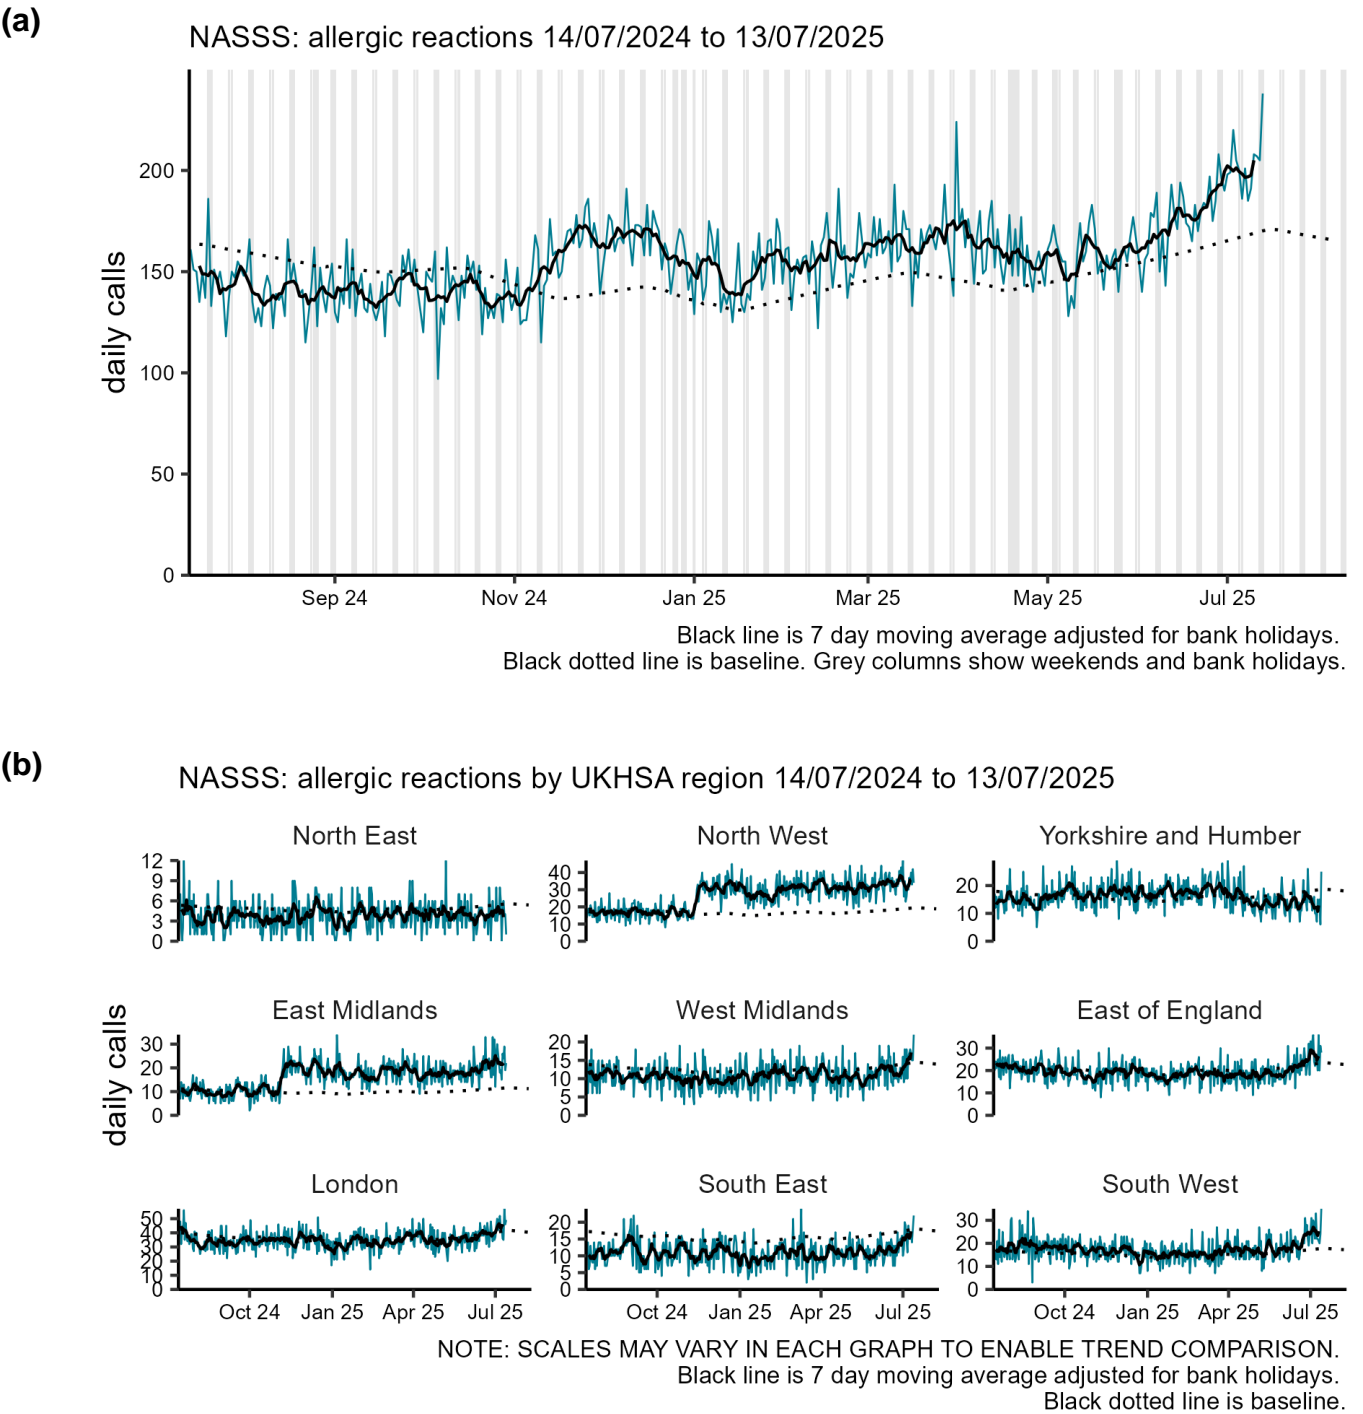 (a)
NASSS: allergic reactions 14/07/2024 to 13/07/2025
daily calls
200
150
100
50
0
Sep 24 Nov 24 Jan 25 Mar 25 May 25 Jul 25
Black line is 7 day moving average adjusted for bank holidays.
Black dotted line is baseline. Grey columns show weekends and bank holidays.
(b)
NASSS: allergic reactions by UKHSA region 14/07/2024 to 13/07/2025
daily calls
North East
12
9
6
3
0
North West
40
30
20
10
0
Yorkshire and Humber
20
10
0
East Midlands
30
20
10
0
West Midlands
20
15
10
5
0
East of England
30
20
10
0
London
50
40
30
20
10
0
South East
20
15
10
5
0
South West
30
20
10
0
Oct 24 Jan 25 Apr 25 Jul 25 Oct 24 Jan 25 Apr 25 Jul 25 Oct 24 Jan 25 Apr 25 Jul 25
NOTE: SCALES MAY VARY IN EACH GRAPH TO ENABLE TREND COMPARISON.
Black line is 7 day moving average adjusted for bank holidays.
Black dotted line is baseline.